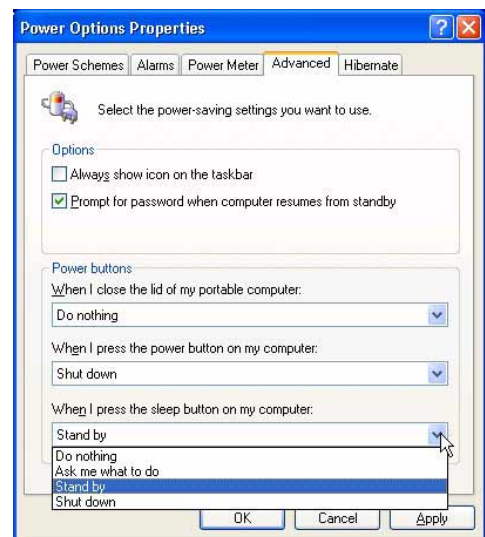 Power Options Properties
Power Schemes Alarms Power Meter Advanced Hibernate
Select the power-saving settings you want to use.
Options
Always show icon on the taskbar
Prompt for password when computer resumes from standby
Power buttons
When I close the lid of my portable computer:
Do nothing
When I press the power button on my computer:
Shut down
When I press the sleep button on my computer:
Stand by
Do nothing
Ask me what to do
Stand by
Shut down
OK Cancel Apply